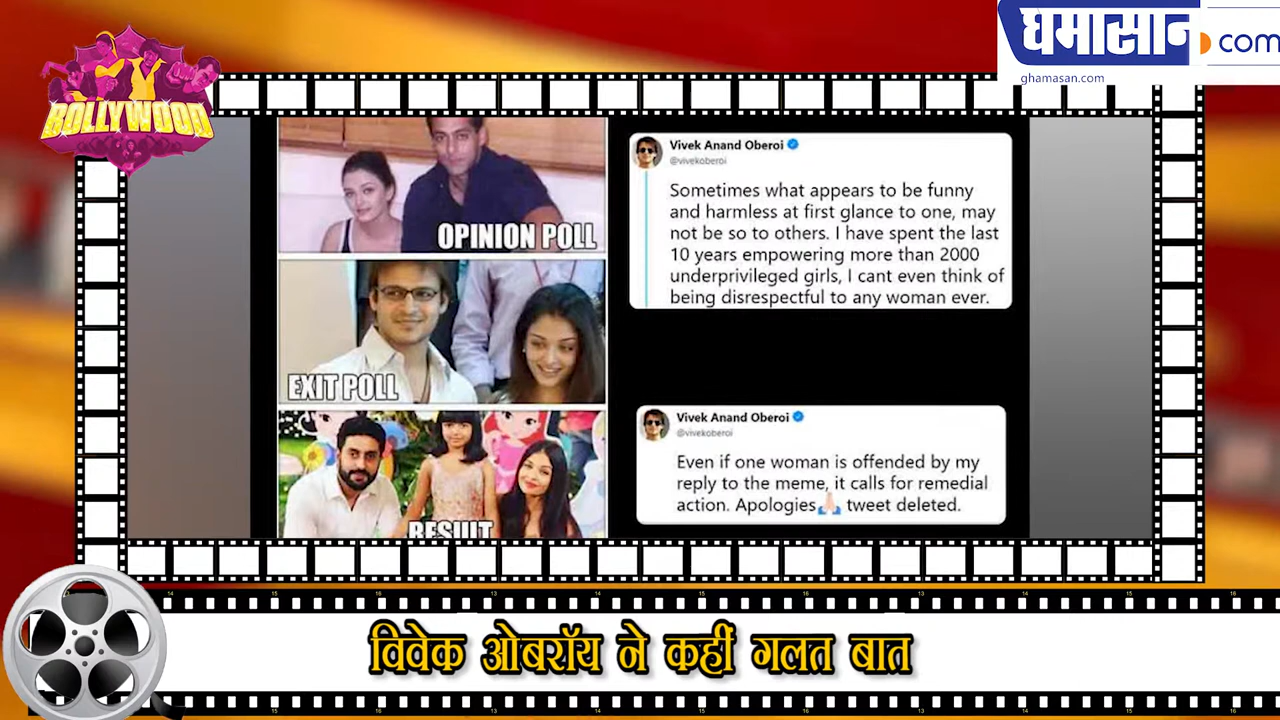 BOLLYWOOD
घमासान.com
ghamasan.com
OPINION POLL
EXIT POLL
RESULT
Vivek Anand Oberoi
@vivekoberoi
Sometimes what appears to be funny
and harmless at first glance to one, may
not be so to others. I have spent the last
10 years empowering more than 2000
underprivileged girls, I cant even think of
being disrespectful to any woman ever.
Vivek Anand Oberoi
@vivekoberoi
Even if one woman is offended by my
reply to the meme, it calls for remedial
action. Apologies🙏 tweet deleted.
विवेक ओबरॉय ने कहीं गलत बात